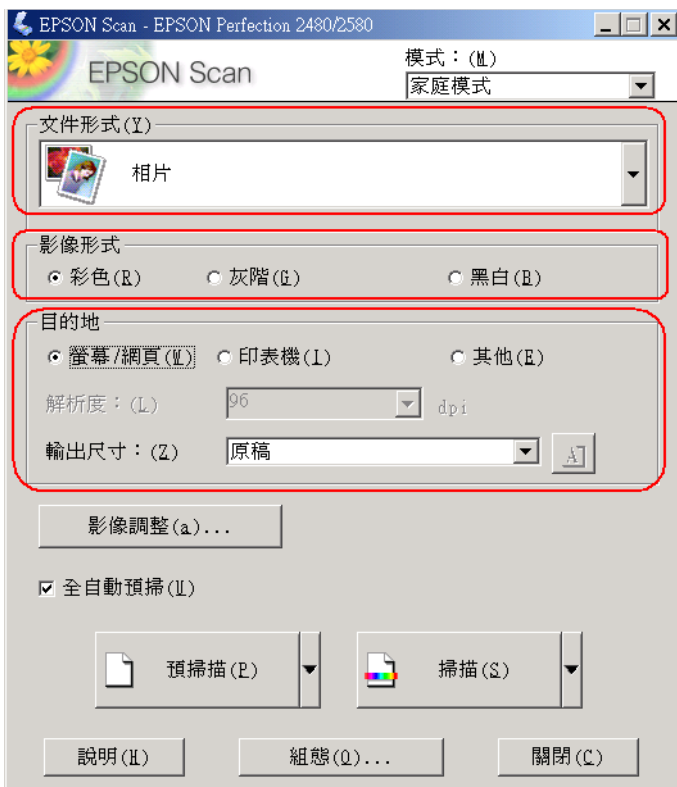 EPSON Scan - EPSON Perfection 2480/2580
EPSON Scan
模式：(M)
家庭模式
文件形式(Y)
相片
影像形式
彩色(R) 灰階(G) 黑白(B)
目的地
螢幕/網頁(W) 印表機(I) 其他(E)
解析度：(L) 96 dpi
輸出尺寸：(Z) 原稿 A
影像調整(a)...
全自動預掃(U)
預掃描(P) 掃描(S)
說明(H) 組態(O)... 關閉(C)